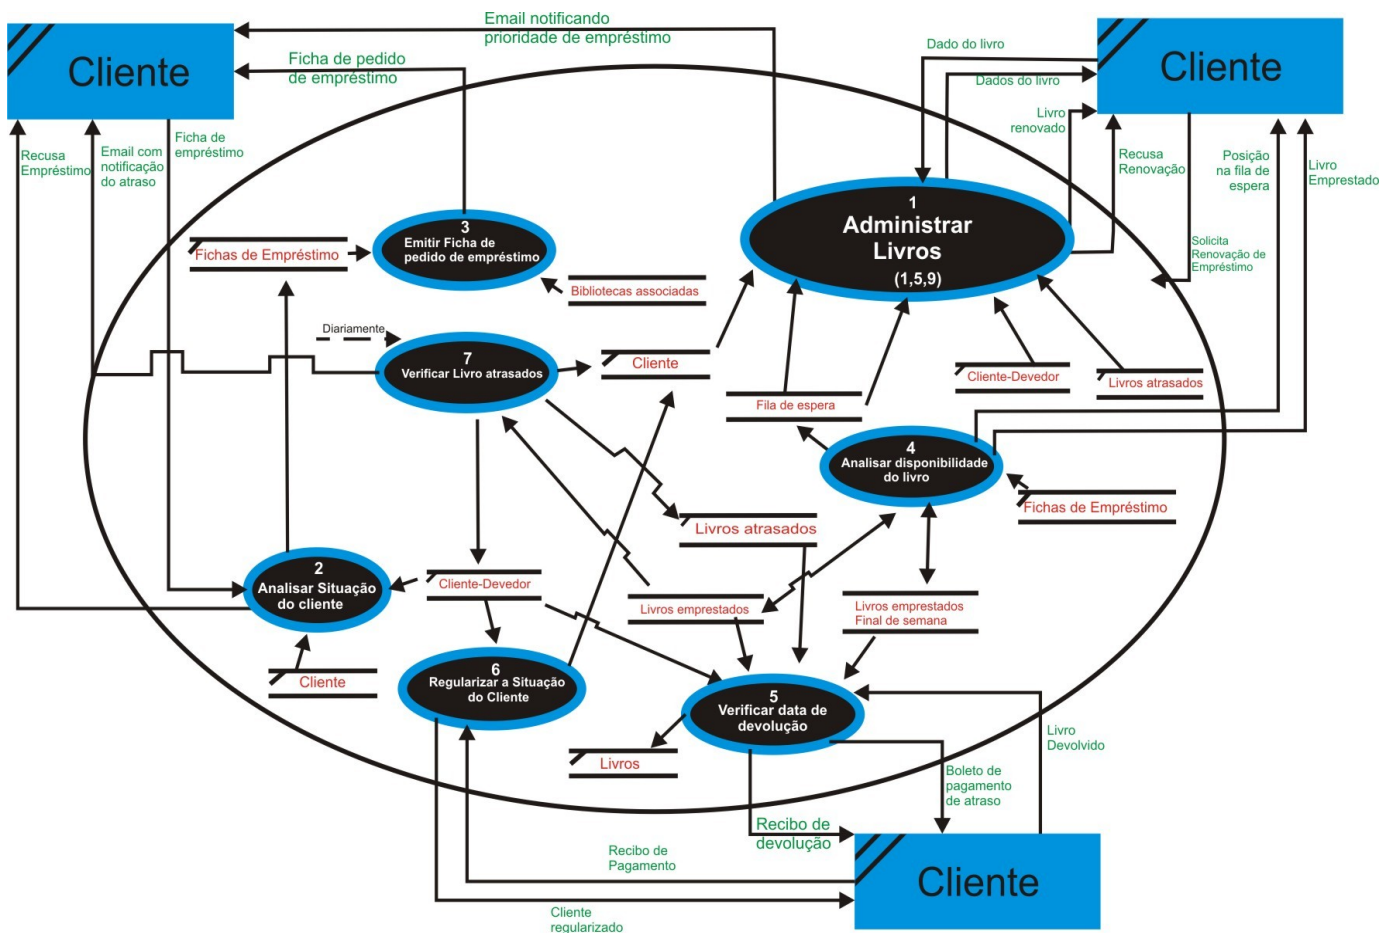 Email notificando
prioridade de empréstimo
Cliente
Ficha de pedido
de empréstimo
Dado do livro
Dados do livro
Cliente
Livro
renovado
Recusa
Renovação
Posição
na fila de
espera
Livro
Emprestado
Recusa
Empréstimo
Email com
notificação
do atraso
Ficha de
empréstimo
Solicita
Renovação de
Empréstimo
1
Administrar
Livros
(1,5,9)
3
Emitir Ficha de
pedido de empréstimo
Fichas de Empréstimo
Bibliotecas associadas
Diariamente
7
Verificar Livro atrasados
Cliente
Fila de espera
Cliente-Devedor
Livros atrasados
4
Analisar disponibilidade
do livro
Fichas de Empréstimo
Livros atrasados
2
Analisar Situação
do cliente
Cliente-Devedor
Livros emprestados
Livros emprestados
Final de semana
Cliente
6
Regularizar a Situação
do Cliente
5
Verificar data de
devolução
Livros
Livro
Devolvido
Boleto de
pagamento
de atraso
Recibo de
devolução
Recibo de
Pagamento
Cliente
Cliente
regularizado